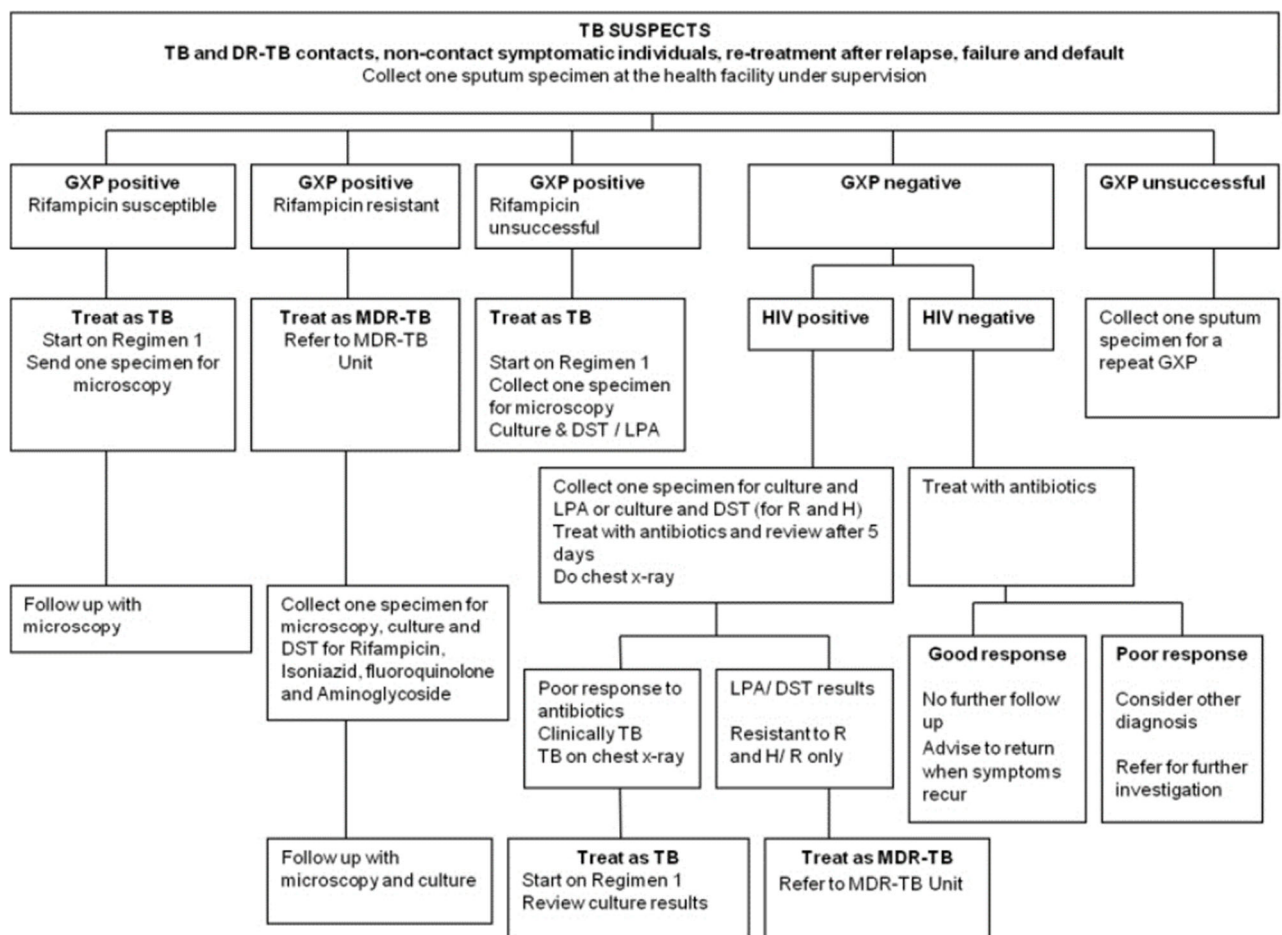 TB SUSPECTS
TB and DR-TB contacts, non-contact symptomatic individuals, re-treatment after relapse, failure and default
Collect one sputum specimen at the health facility under supervision
GXP positive
Rifampicin susceptible
GXP positive
Rifampicin resistant
GXP positive
Rifampicin
unsuccessful
GXP negative
GXP unsuccessful
Treat as TB
Start on Regimen 1
Send one specimen for
microscopy
Treat as MDR-TB
Refer to MDR-TB
Unit
Treat as TB
Start on Regimen 1
Collect one specimen
for microscopy
Culture & DST / LPA
HIV positive
HIV negative
Collect one sputum
specimen for a
repeat GXP
Collect one specimen for culture and
LPA or culture and DST (for R and H)
Treat with antibiotics and review after 5
days
Do chest x-ray
Treat with antibiotics
Follow up with
microscopy
Collect one specimen for
microscopy, culture and
DST for Rifampicin,
Isoniazid, fluoroquinolone
and Aminoglycoside
Poor response to
antibiotics
Clinically TB
TB on chest x-ray
LPA/ DST results
Resistant to R
and H/ R only
Good response
No further follow
up
Advise to return
when symptoms
recur
Poor response
Consider other
diagnosis
Refer for further
investigation
Follow up with
microscopy and culture
Treat as TB
Start on Regimen 1
Review culture results
Treat as MDR-TB
Refer to MDR-TB Unit